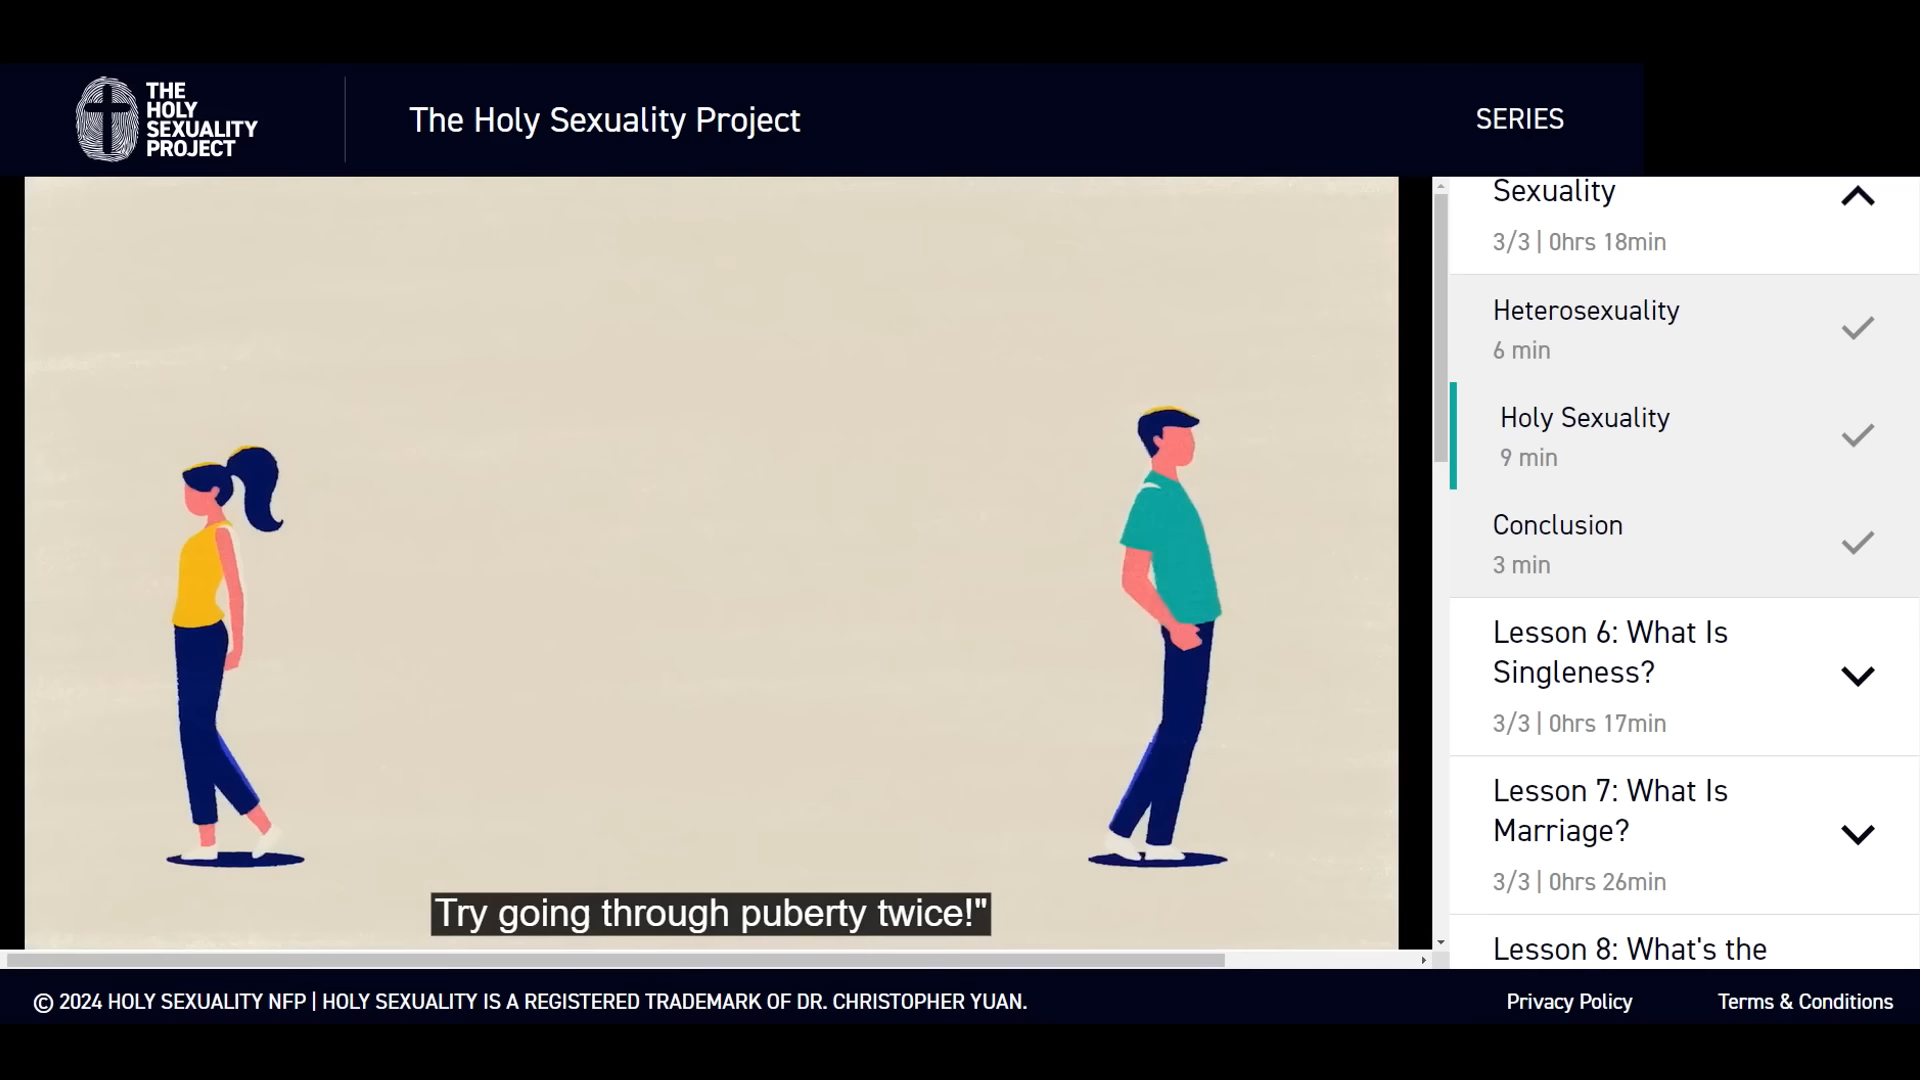 THE
HOLY
SEXUALITY
PROJECT
The Holy Sexuality Project
SERIES
Try going through puberty twice!"
Sexuality
3/3 | 0hrs 18min
Heterosexuality
6 min
Holy Sexuality
9 min
Conclusion
3 min
Lesson 6: What Is
Singleness?
3/3 | 0hrs 17min
Lesson 7: What Is
Marriage?
3/3 | 0hrs 26min
Lesson 8: What's the
© 2024 HOLY SEXUALITY NFP | HOLY SEXUALITY IS A REGISTERED TRADEMARK OF DR. CHRISTOPHER YUAN.
Privacy Policy
Terms & Conditions